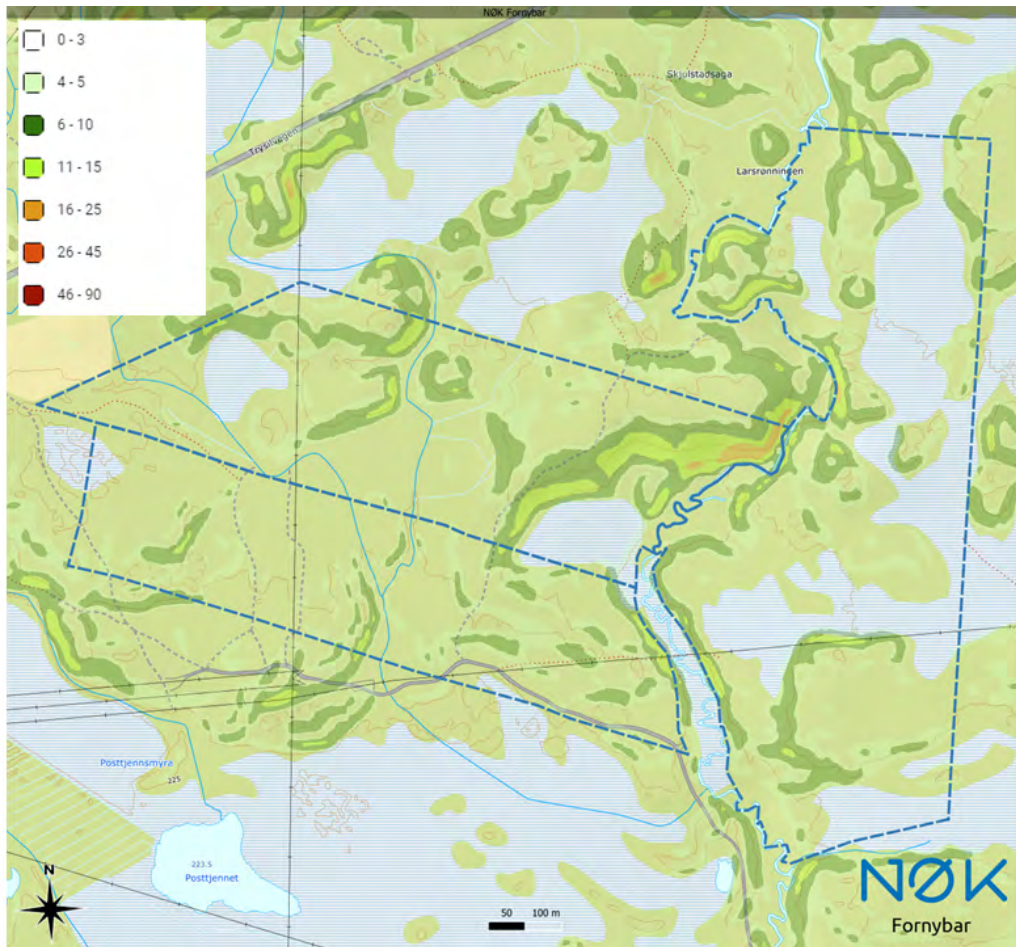 NØK Fornybar
0 - 3
4 - 5
6 - 10
11 - 15
16 - 25
26 - 45
46 - 90
Skjulstadsaga
Trysilvegen
Larsrønningen
Posttjennsmyra
225
223.5
Posttjennet
N
50 100 m
NØK
Fornybar